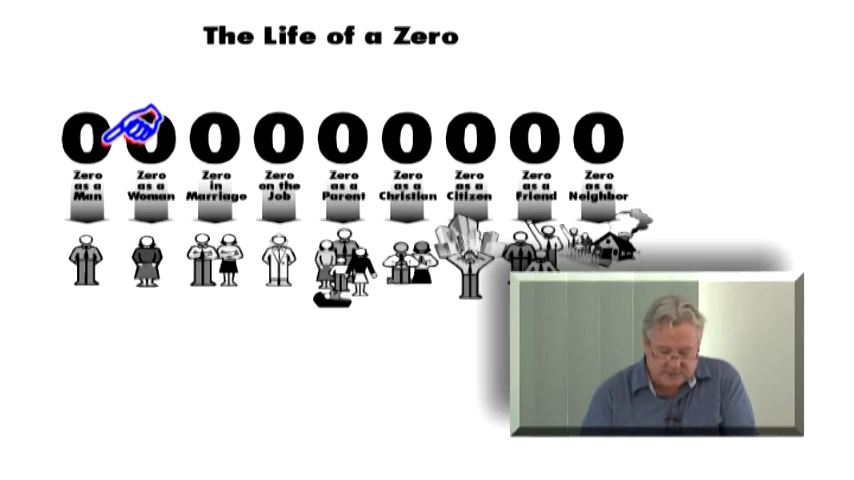 The Life of a Zero
0 0 0 0 0 0 0 0 0
Zero as a Man
Zero as a Woman
Zero in Marriage
Zero on the Job
Zero as a Parent
Zero as a Christian
Zero as a Citizen
Zero as a Friend
Zero as a Neighbor